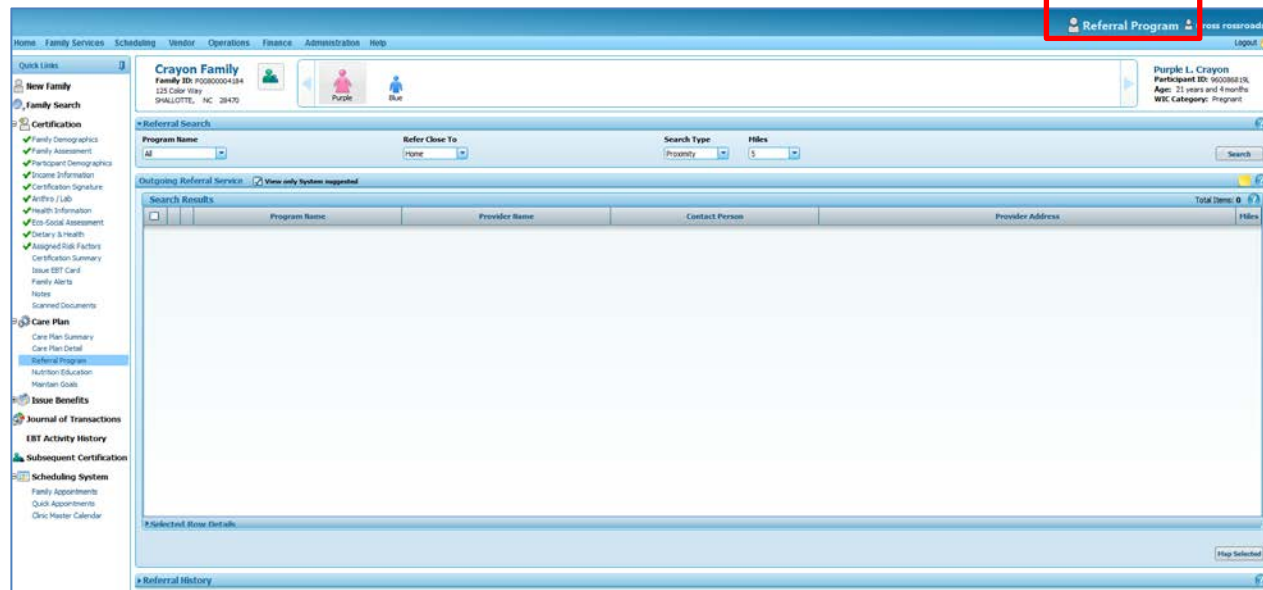 Referral Program
Home Family Services Scheduling Vendor Operations Finance Administration Help
Logout
Quick Links
New Family
Family Search
Certification
Family Demographics
Family Assessment
Participant Demographics
Income Information
Certification Signature
Anthro / Lab
Health Information
Eco-Social Assessment
Dietary & Health
Assigned Risk Factors
Certification Summary
Issue EBT Card
Family Alerts
Notes
Scanned Documents
Care Plan
Care Plan Summary
Care Plan Detail
Referral Program
Nutrition Education
Maintain Goals
Issue Benefits
Journal of Transactions
EBT Activity History
Subsequent Certification
Scheduling System
Family Appointments
Quick Appointments
Clinic Master Calendar
Crayon Family
Family ID: F00800004184
125 Color Way
SHALLOTTE, NC 28470
Purple
Blue
Purple L. Crayon
Participant ID:
Age: 21 years and 4 months
WIC Category: Pregnant
Referral Search
Program Name Refer Close To Search Type Miles
All Home Proximity 5 Search
Outgoing Referral Service View only System suggested
Search Results Total Items: 0
Program Name Provider Name Contact Person Provider Address Miles
Selected Row Details
Map Selected
Referral History